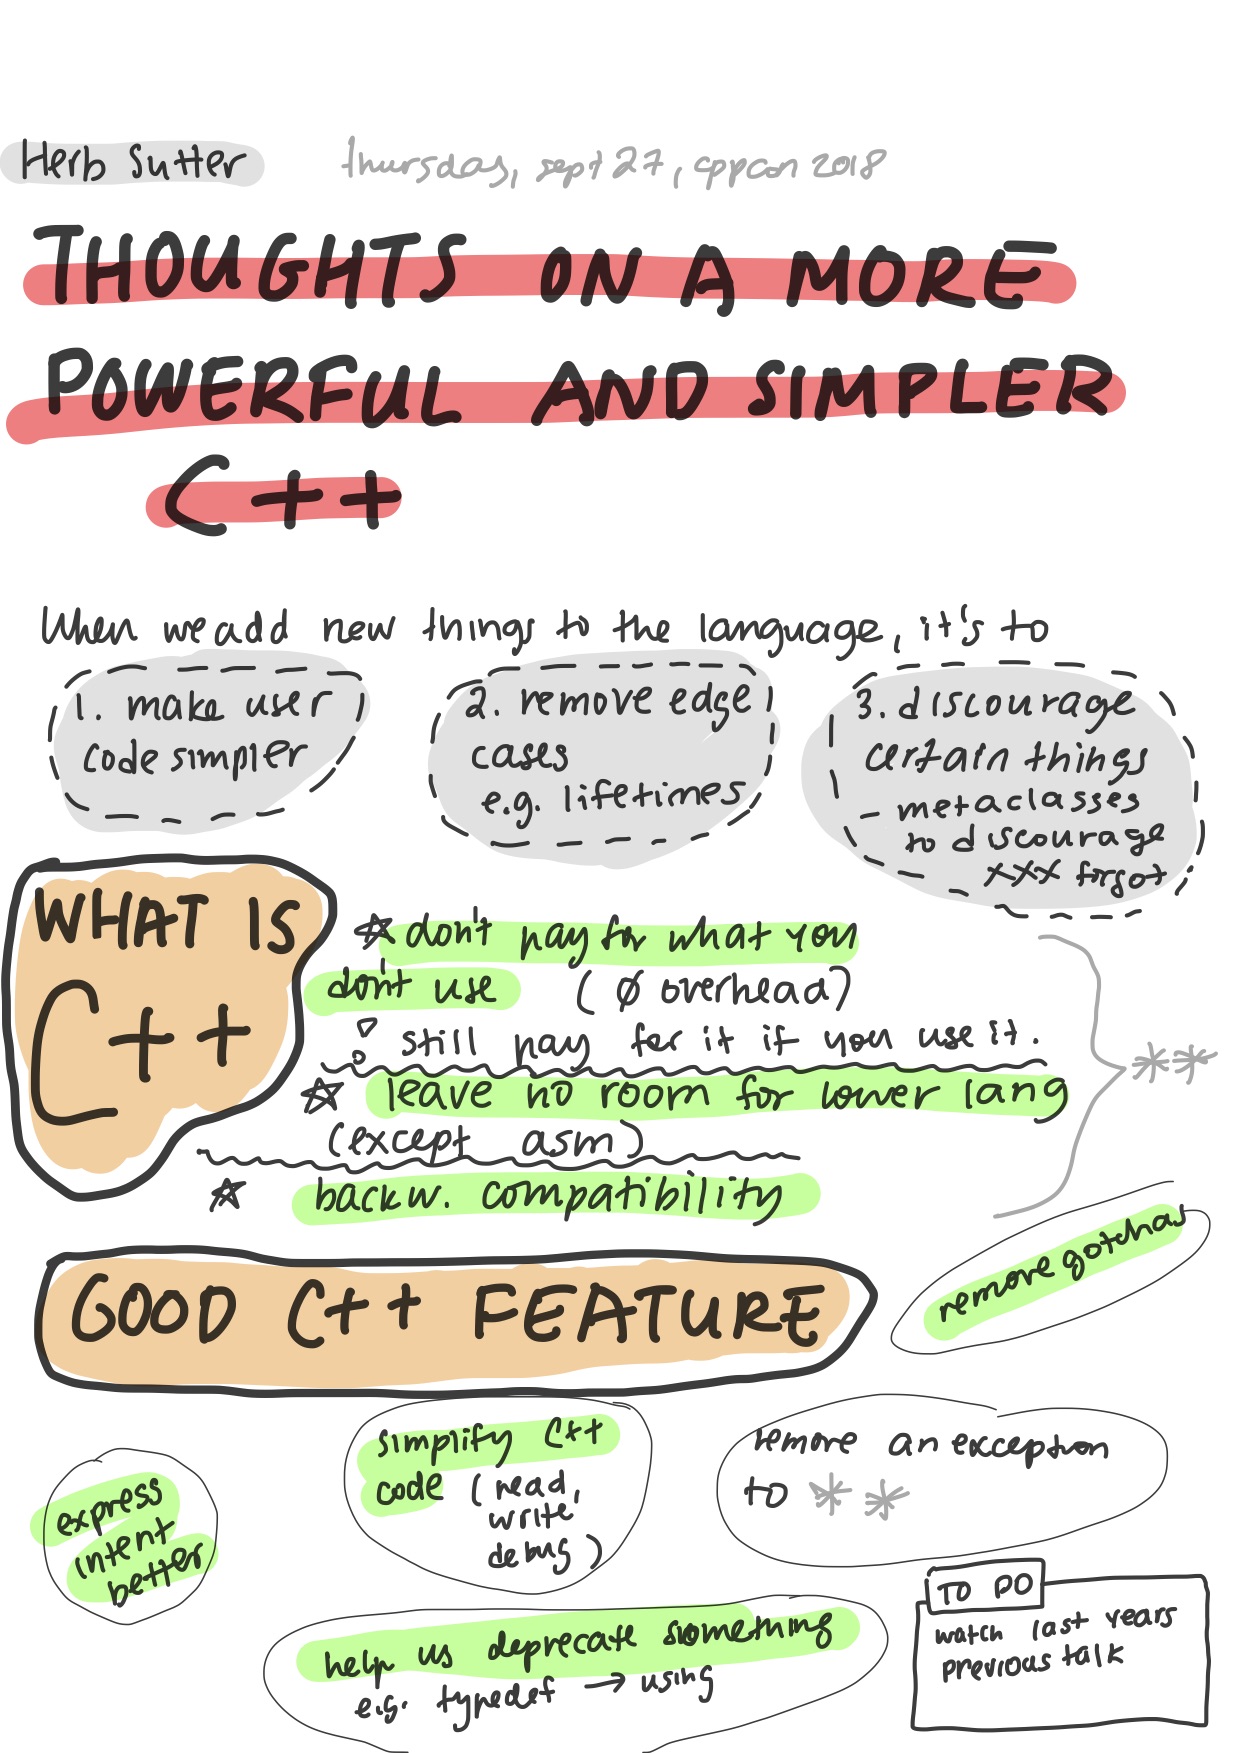 Herb Sutter
thursday, sept 27, cppcon 2018
THOUGHTS ON A MORE
POWERFUL AND SIMPLER
C++
When we add new things to the language, it's to
1. make user
code simpler
2. remove edge
cases
e.g. lifetimes
3. discourage
certain things
- metaclasses
to discourage
xxx forgot
WHAT IS
C++
☆ don't pay for what you
don't use (Ø overhead)
still pay for it if you use it.
☆ leave no room for lower lang
(except asm)
☆ backw. compatibility
**
GOOD C++ FEATURE
remove gotchas
express
intent
better
simplify C++
code (read,
write
debug)
remove an exception
to **
help us deprecate something
e.g. typedef → using
TO DO
watch last years
previous talk